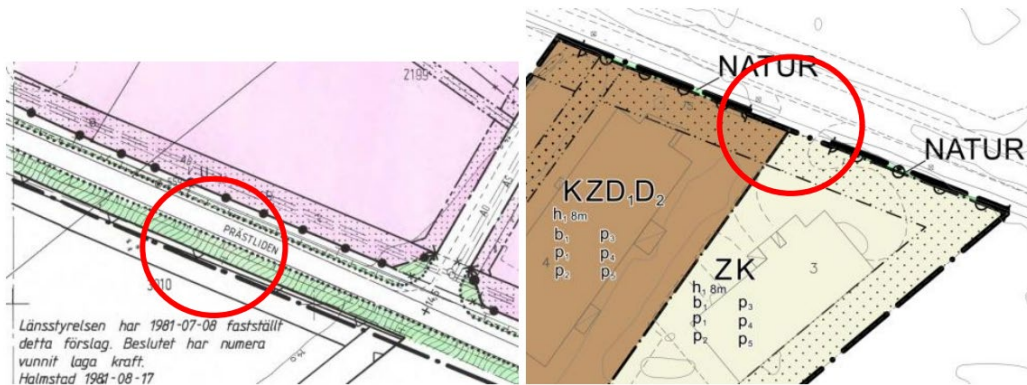 2199
PRÄSTLIDEN
3010
Länsstyrelsen har 1981-07-08 fastställt
detta förslag. Beslutet har numera
vunnit laga kraft.
Halmstad 1981-08-17
NATUR
NATUR
KZD₁D₂
h₁ 8m
b₁ p₃
p₁ p₄
p₂ p₅
4
ZK
3
h₁ 8m
b₁ p₃
p₁ p₄
p₂ p₅